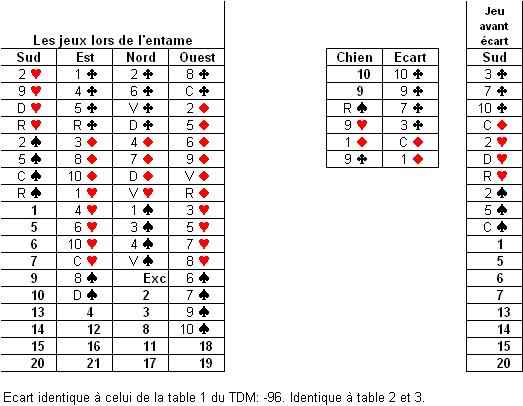 Les jeux lors de l'entame
Jeu
avant
écart
Sud Est Nord Ouest Chien Ecart Sud
2 ♥ 1 ♣ 2 ♣ 8 ♣ 10 10 ♣ 3 ♣
9 ♥ 4 ♣ 6 ♣ C ♣ 9 9 ♣ 7 ♣
D ♥ 5 ♣ V ♣ 2 ♦ R ♠ 7 ♣ 10 ♣
R ♥ R ♣ D ♣ 5 ♦ 9 ♥ 3 ♣ C ♦
2 ♠ 3 ♦ 4 ♦ 6 ♦ 1 ♦ C ♦ 2 ♥
5 ♠ 8 ♦ 7 ♦ 9 ♦ 9 ♣ 1 ♦ D ♥
C ♠ 10 ♦ D ♦ V ♦ R ♥
R ♠ 1 ♥ V ♥ R ♦ 2 ♠
1 4 ♥ 1 ♠ 3 ♥ 5 ♠
5 6 ♥ 3 ♠ 5 ♥ C ♠
6 10 ♥ 4 ♠ 7 ♥ 1
7 C ♥ V ♠ 8 ♥ 5
9 8 ♠ Exc 6 ♠ 6
10 D ♠ 2 7 ♠ 7
13 4 3 9 ♠ 13
14 12 8 10 ♠ 14
15 16 11 18 15
20 21 17 19 20
Ecart identique à celui de la table 1 du TDM: -96. Identique à table 2 et 3.